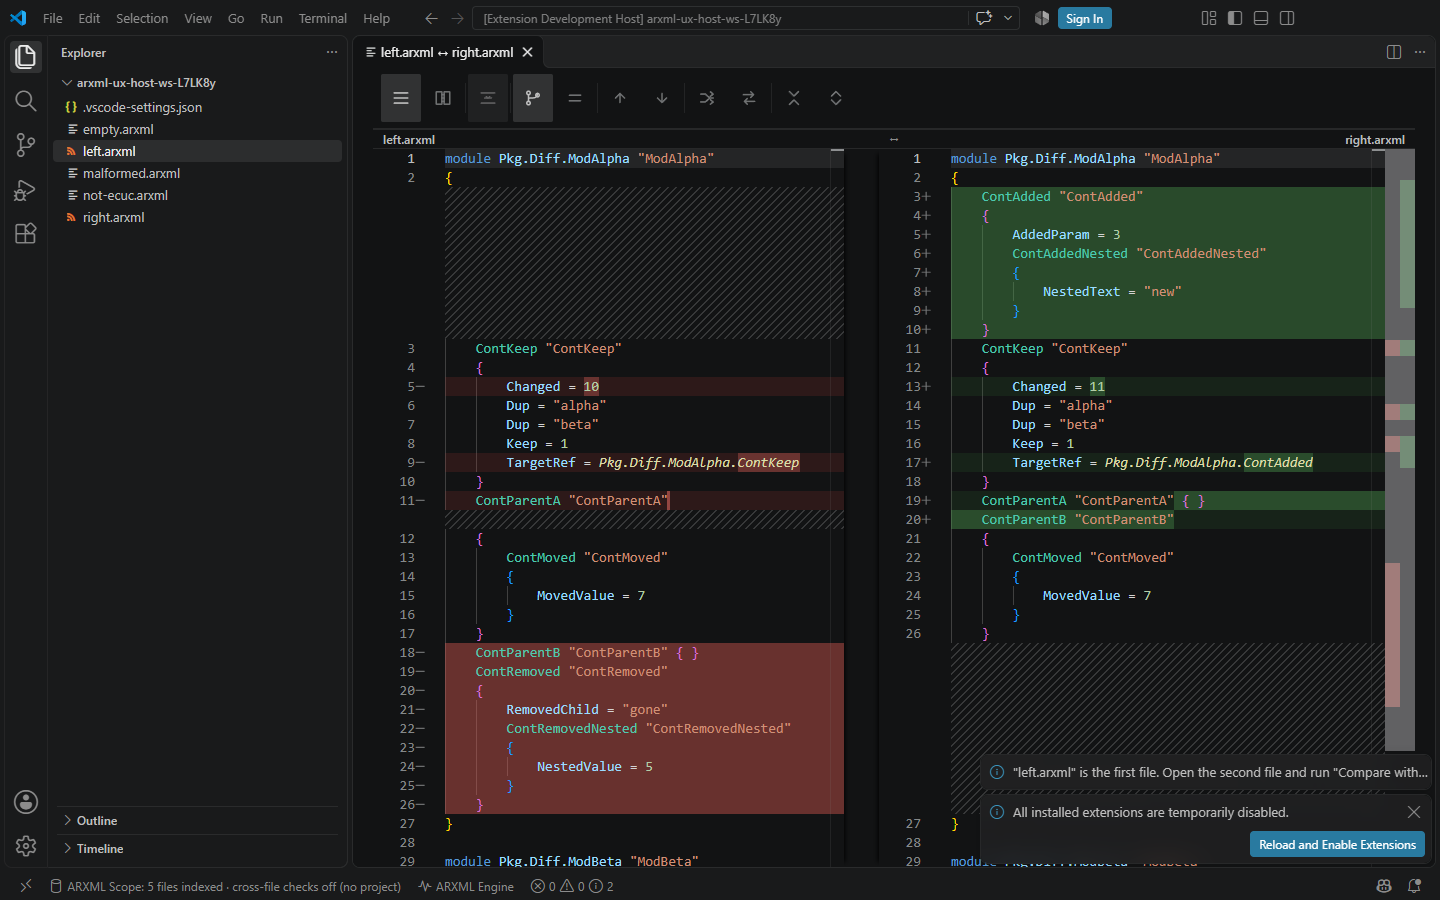 File Edit Selection View Go Run Terminal Help
[Extension Development Host] arxml-ux-host-ws-L7LK8y
Sign In
Explorer
arxml-ux-host-ws-L7LK8y
.vscode-settings.json
empty.arxml
left.arxml
malformed.arxml
not-ecuc.arxml
right.arxml
Outline
Timeline
left.arxml ↔ right.arxml
left.arxml
1 module Pkg.Diff.ModAlpha "ModAlpha"
2 {
3 ContKeep "ContKeep"
4 {
5− Changed = 10
6 Dup = "alpha"
7 Dup = "beta"
8 Keep = 1
9− TargetRef = Pkg.Diff.ModAlpha.ContKeep
10 }
11− ContParentA "ContParentA"
12 {
13 ContMoved "ContMoved"
14 {
15 MovedValue = 7
16 }
17 }
18− ContParentB "ContParentB" { }
19− ContRemoved "ContRemoved"
20− {
21− RemovedChild = "gone"
22− ContRemovedNested "ContRemovedNested"
23− {
24− NestedValue = 5
25− }
26− }
27 }
28
29 module Pkg.Diff.ModBeta "ModBeta"
↔
right.arxml
1 module Pkg.Diff.ModAlpha "ModAlpha"
2 {
3+ ContAdded "ContAdded"
4+ {
5+ AddedParam = 3
6+ ContAddedNested "ContAddedNested"
7+ {
8+ NestedText = "new"
9+ }
10+ }
11 ContKeep "ContKeep"
12 {
13+ Changed = 11
14 Dup = "alpha"
15 Dup = "beta"
16 Keep = 1
17+ TargetRef = Pkg.Diff.ModAlpha.ContAdded
18 }
19+ ContParentA "ContParentA" { }
20+ ContParentB "ContParentB"
21 {
22 ContMoved "ContMoved"
23 {
24 MovedValue = 7
25 }
26 }
27 }
28
29
"left.arxml" is the first file. Open the second file and run "Compare with...
All installed extensions are temporarily disabled.
Reload and Enable Extensions
ARXML Scope: 5 files indexed · cross-file checks off (no project)
ARXML Engine
0 0 2